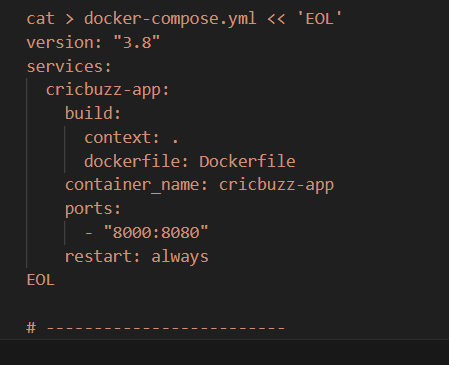 cat > docker-compose.yml << 'EOL'
version: "3.8"
services:
  cricbuzz-app:
    build:
      context: .
      dockerfile: Dockerfile
    container_name: cricbuzz-app
    ports:
      - "8000:8080"
    restart: always
EOL
# -------------------------